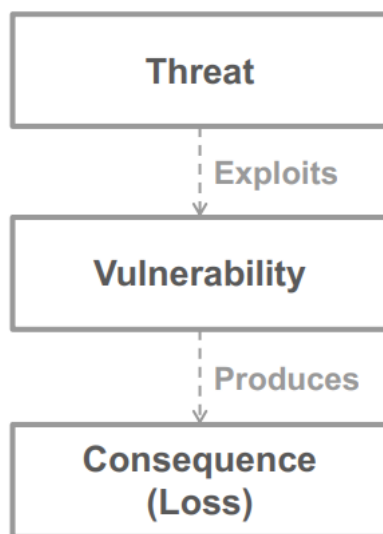 Threat
Exploits
Vulnerability
Produces
Consequence
(Loss)